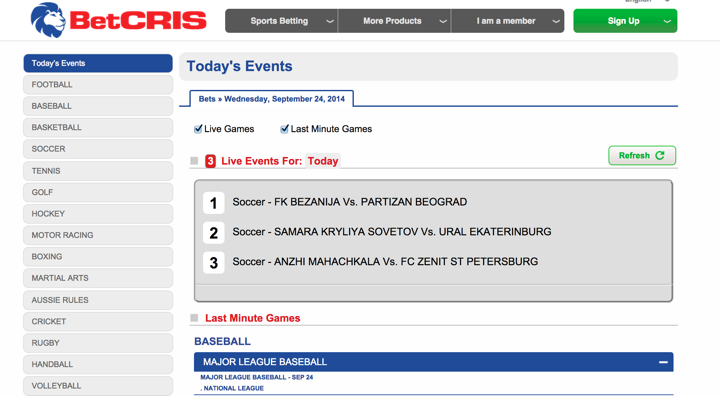 English
BetCRIS
Sports Betting
More Products
I am a member
Sign Up
Today's Events
FOOTBALL
BASEBALL
BASKETBALL
SOCCER
TENNIS
GOLF
HOCKEY
MOTOR RACING
BOXING
MARTIAL ARTS
AUSSIE RULES
CRICKET
RUGBY
HANDBALL
VOLLEYBALL
Today's Events
Bets » Wednesday, September 24, 2014
Live Games
Last Minute Games
3 Live Events For: Today
Refresh
1 Soccer - FK BEZANIJA Vs. PARTIZAN BEOGRAD
2 Soccer - SAMARA KRYLIYA SOVETOV Vs. URAL EKATERINBURG
3 Soccer - ANZHI MAHACHKALA Vs. FC ZENIT ST PETERSBURG
Last Minute Games
BASEBALL
MAJOR LEAGUE BASEBALL
MAJOR LEAGUE BASEBALL - SEP 24
. NATIONAL LEAGUE